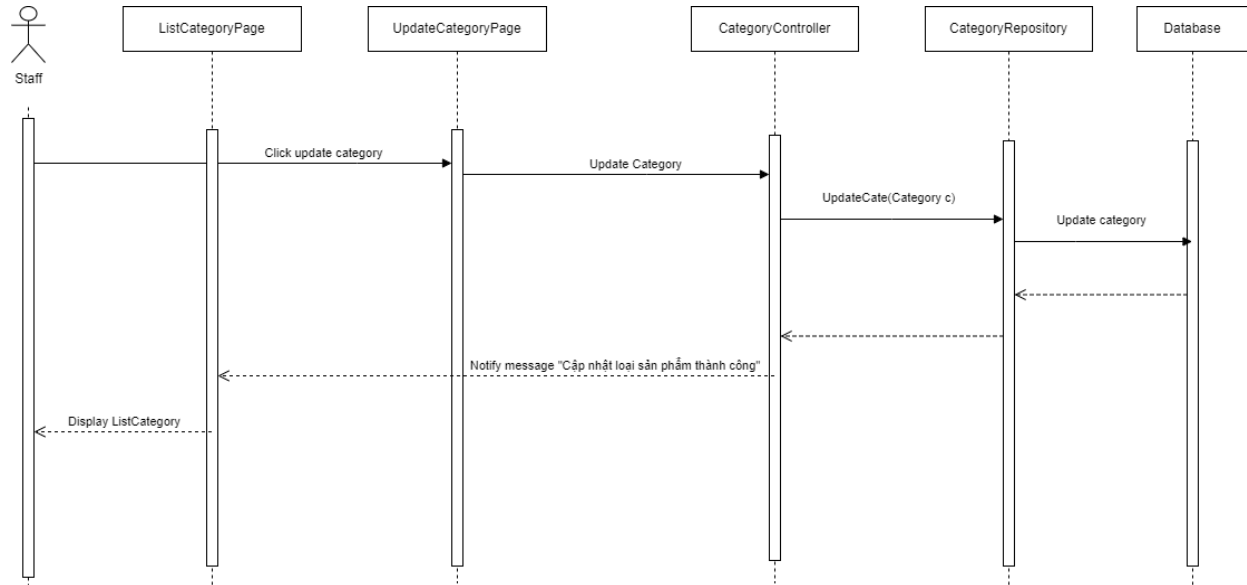 ListCategoryPage
UpdateCategoryPage
CategoryController
CategoryRepository
Database
Staff
Click update category
Update Category
UpdateCate(Category c)
Update category
Notify message "Cập nhật loại sản phẩm thành công"
Display ListCategory